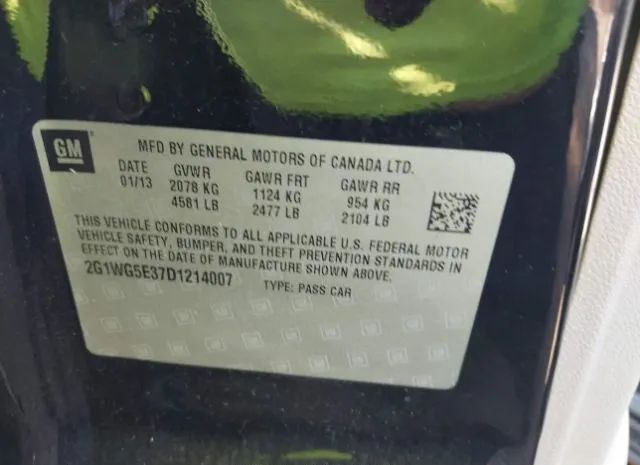 GM
MFD BY GENERAL MOTORS OF CANADA LTD.
DATE GVWR GAWR FRT GAWR RR
01/13 2078 KG 1124 KG 954 KG
4581 LB 2477 LB 2104 LB
THIS VEHICLE CONFORMS TO ALL APPLICABLE U.S. FEDERAL MOTOR
VEHICLE SAFETY, BUMPER, AND THEFT PREVENTION STANDARDS IN
EFFECT ON THE DATE OF MANUFACTURE SHOWN ABOVE.
2G1WG5E37D1214007 TYPE: PASS CAR